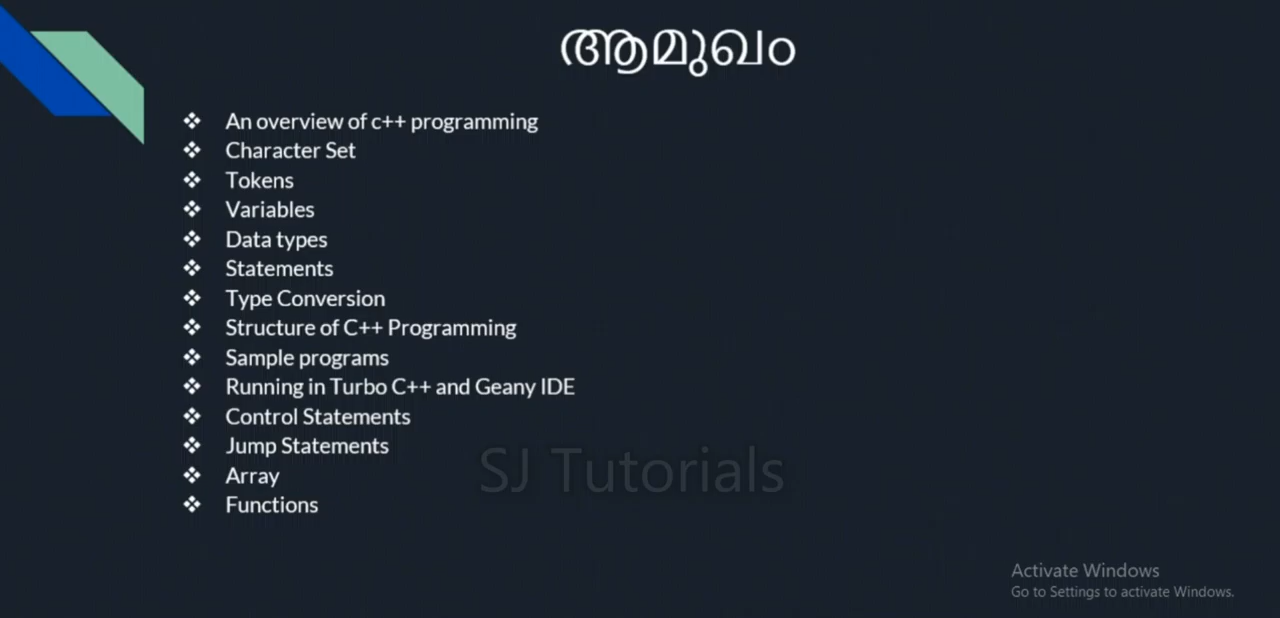 ആമുഖം
❖ An overview of c++ programming
❖ Character Set
❖ Tokens
❖ Variables
❖ Data types
❖ Statements
❖ Type Conversion
❖ Structure of C++ Programming
❖ Sample programs
❖ Running in Turbo C++ and Geany IDE
❖ Control Statements
❖ Jump Statements
❖ Array
❖ Functions
SJ Tutorials
Activate Windows
Go to Settings to activate Windows.